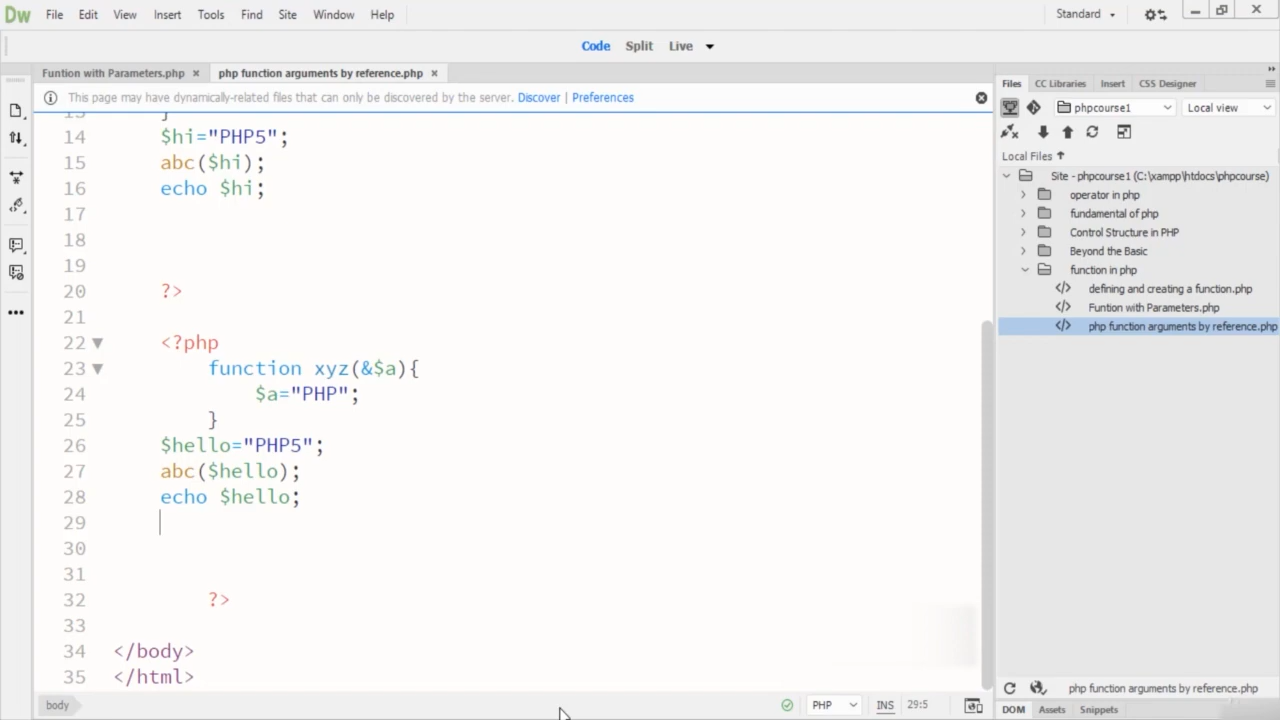 Dw File Edit View Insert Tools Find Site Window Help Standard
Code Split Live
Funtion with Parameters.php × php function arguments by reference.php ×
This page may have dynamically-related files that can only be discovered by the server. Discover | Preferences
13 }
14 $hi="PHP5";
15 abc($hi);
16 echo $hi;
17
18
19
20 ?>
21
22 <?php
23 function xyz(&$a){
24 $a="PHP";
25 }
26 $hello="PHP5";
27 abc($hello);
28 echo $hello;
29
30
31
32 ?>
33
34 </body>
35 </html>
body PHP INS 29:5
Files CC Libraries Insert CSS Designer
phpcourse1 Local view
Local Files
Site - phpcourse1 (C:\xampp\htdocs\phpcourse)
operator in php
fundamental of php
Control Structure in PHP
Beyond the Basic
function in php
defining and creating a function.php
Funtion with Parameters.php
php function arguments by reference.php
php function arguments by reference.php
DOM Assets Snippets